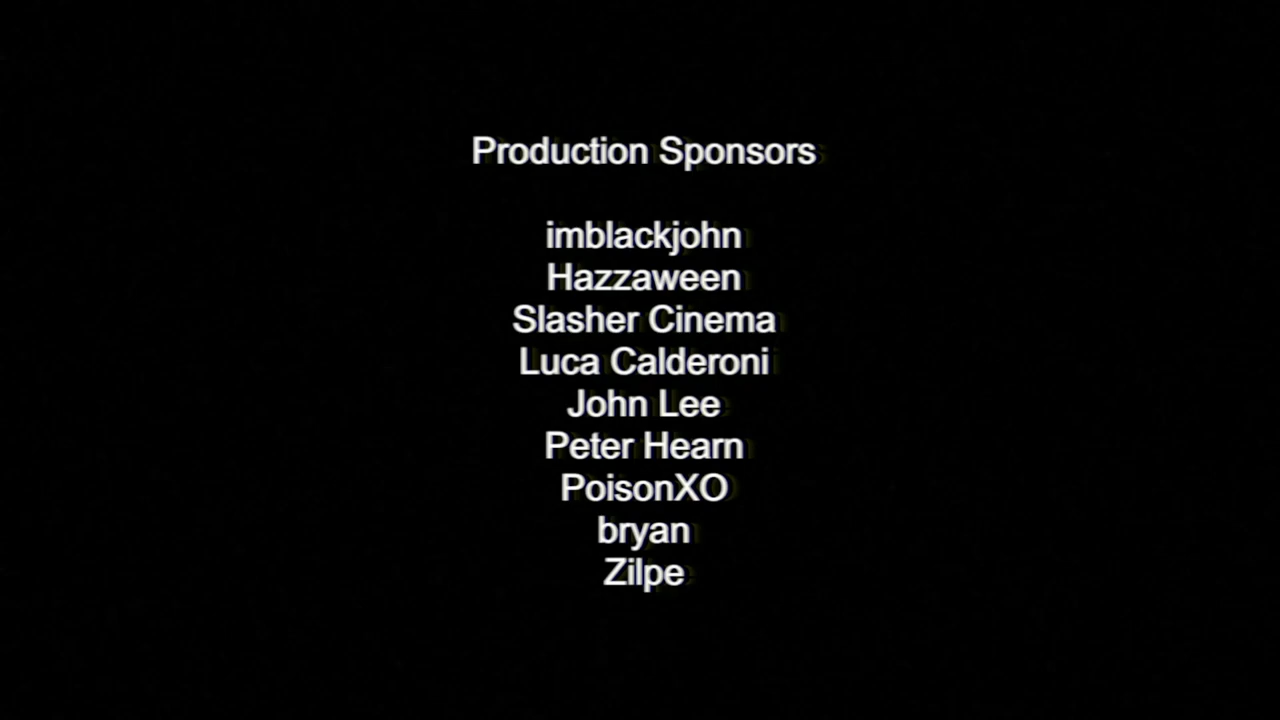 Production Sponsors
imblackjohn
Hazzaween
Slasher Cinema
Luca Calderoni
John Lee
Peter Hearn
PoisonXO
bryan
Zilpe